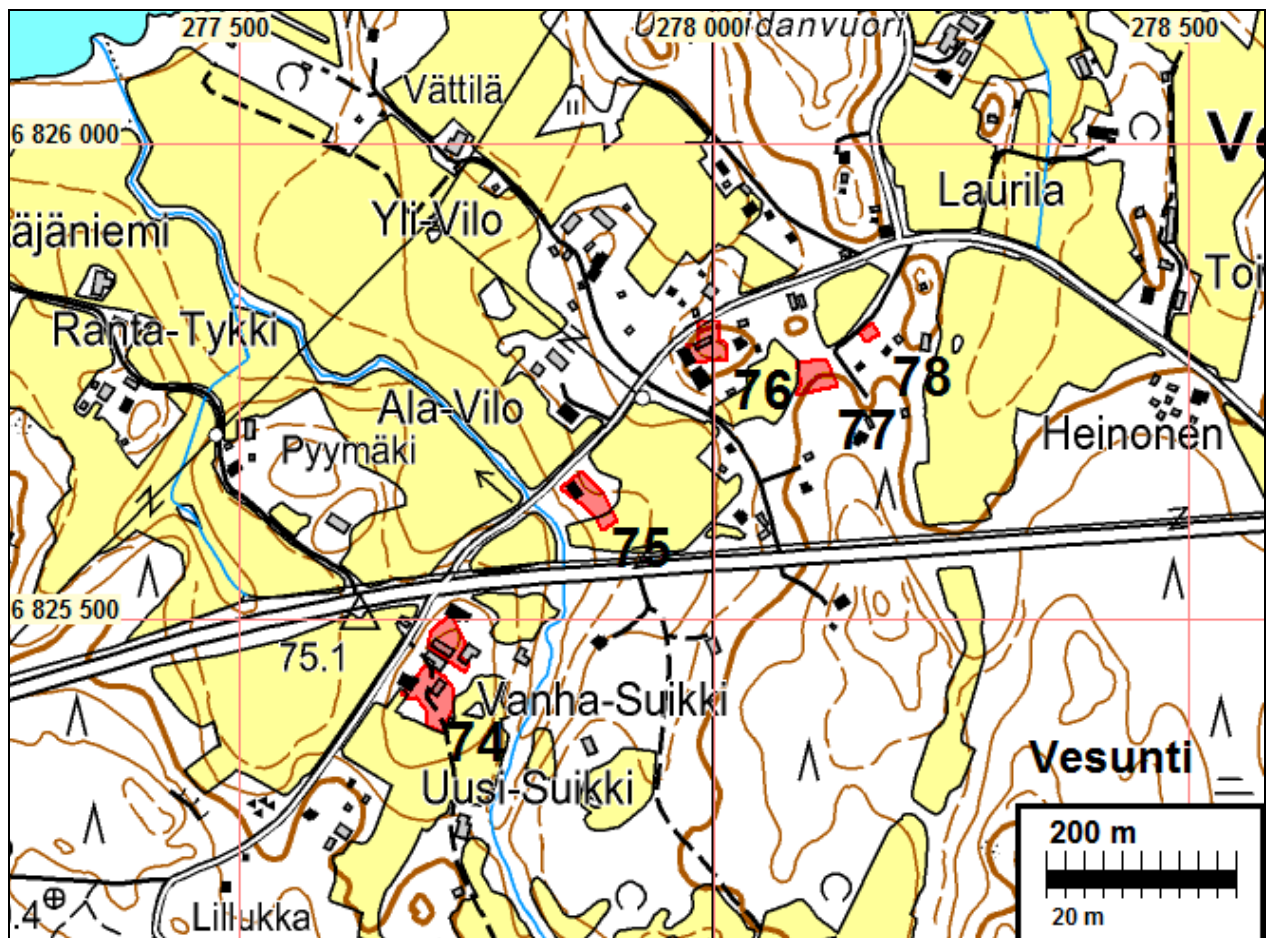 277 500
278 000
278 500
idanvuori
Vättilä
6 826 000
Laurila
Yli-Vilo
äjäniemi
Ranta-Tykki
Ala-Vilo
76
78
77
Pyymäki
Heinonen
75
6 825 500
75.1
Vanha-Suikki
74
Uusi-Suikki
Vesunti
200 m
20 m
.4
Lillukka